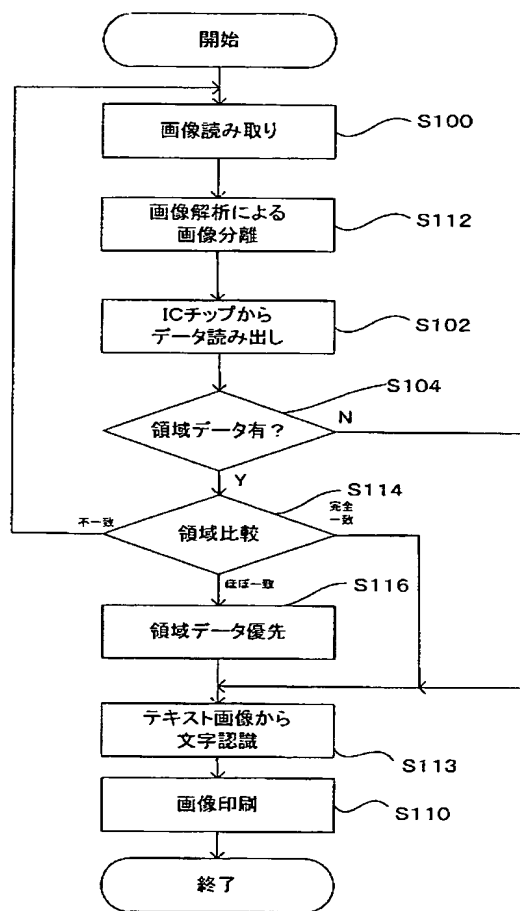 開始
画像読み取り
S100
画像解析による
画像分離
S112
ICチップから
データ読み出し
S102
S104
領域データ有?
N
Y
S114
不一致
領域比較
完全
一致
ほぼ一致
S116
領域データ優先
テキスト画像から
文字認識
S113
画像印刷
S110
終了